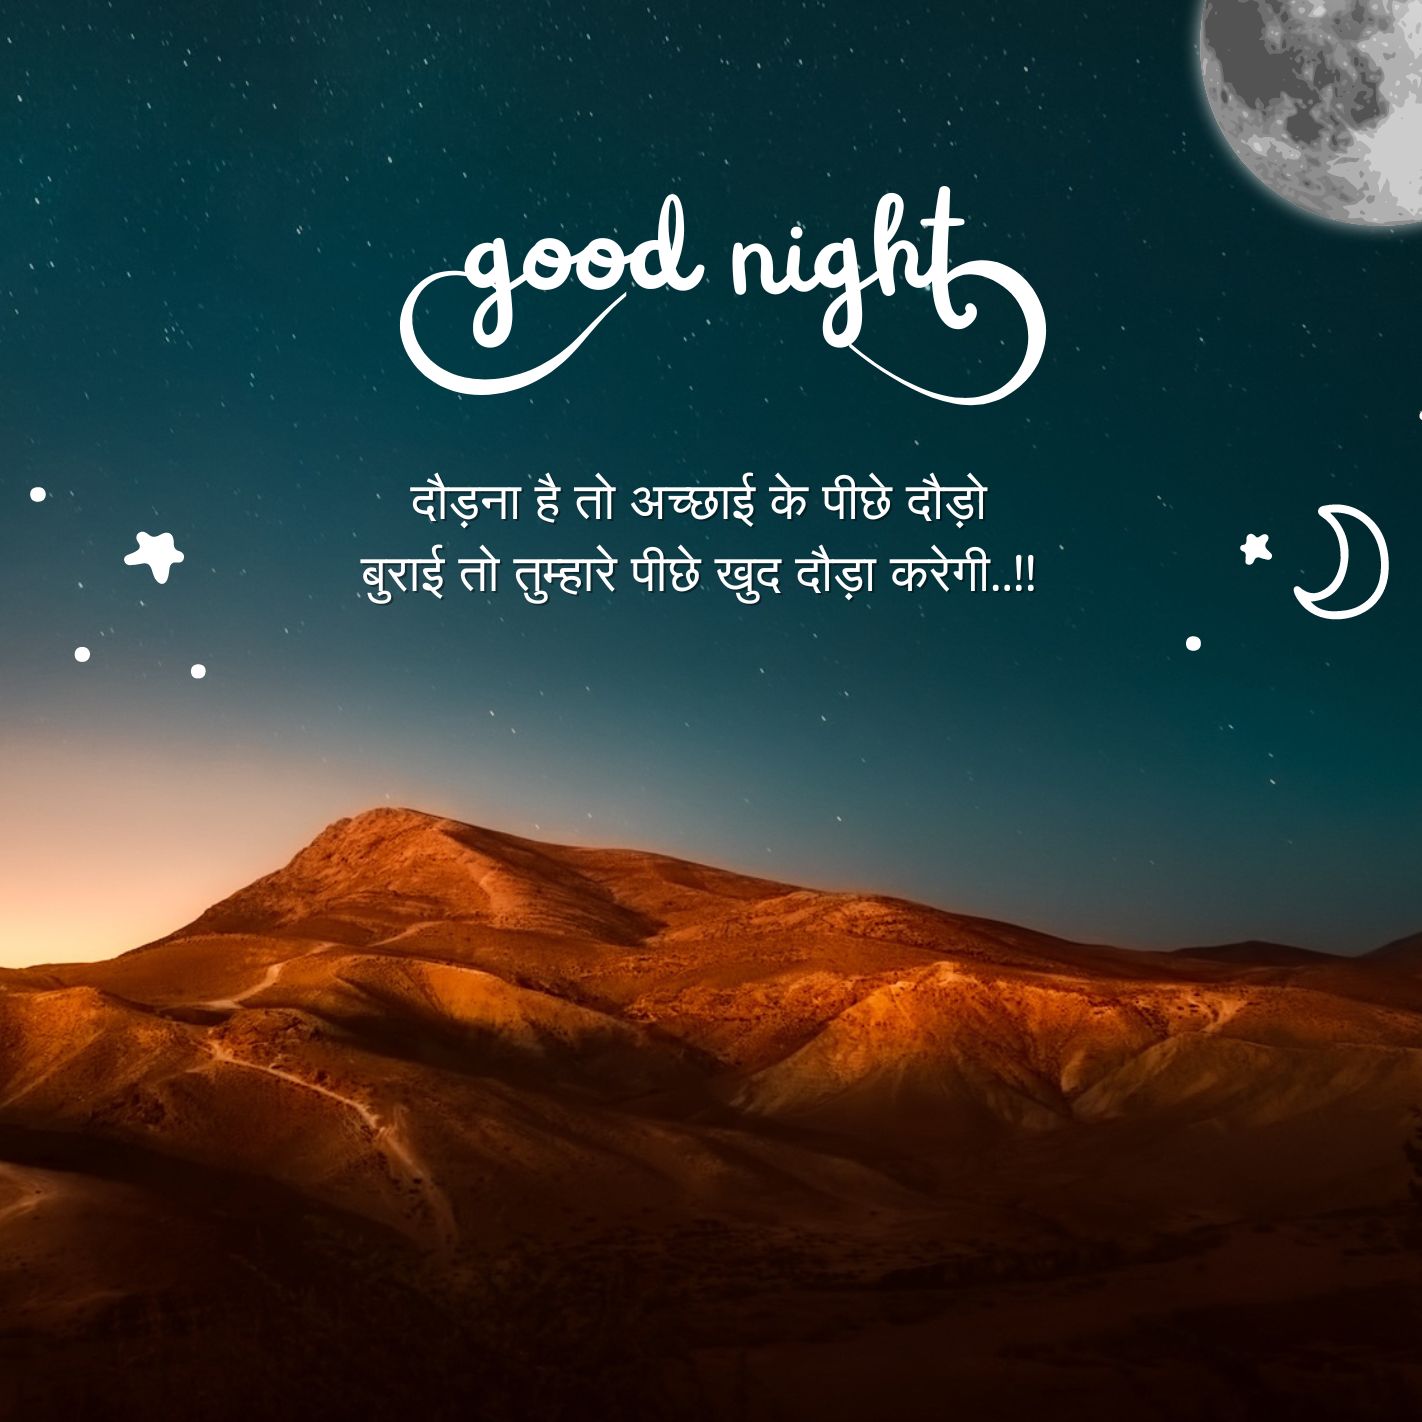 good night
दौड़ना है तो अच्छाई के पीछे दौड़ो
बुराई तो तुम्हारे पीछे खुद दौड़ा करेगी..!!